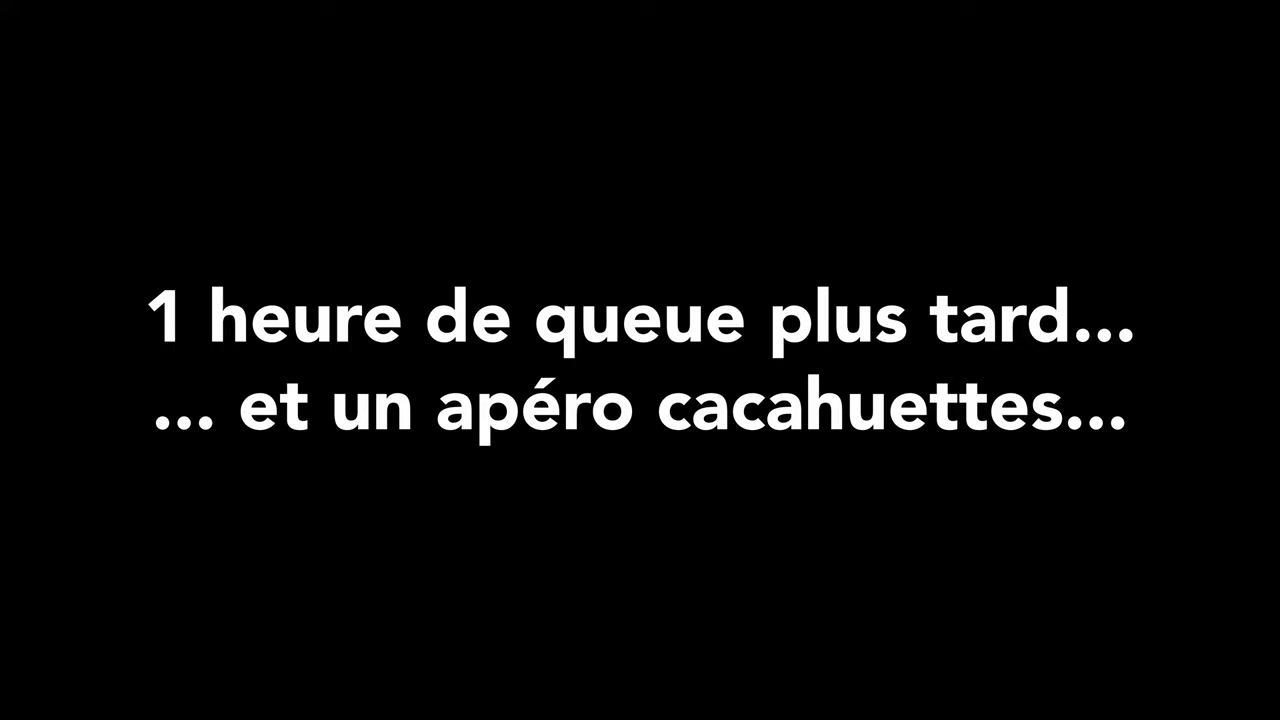 1 heure de queue plus tard...
... et un apéro cacahuettes...